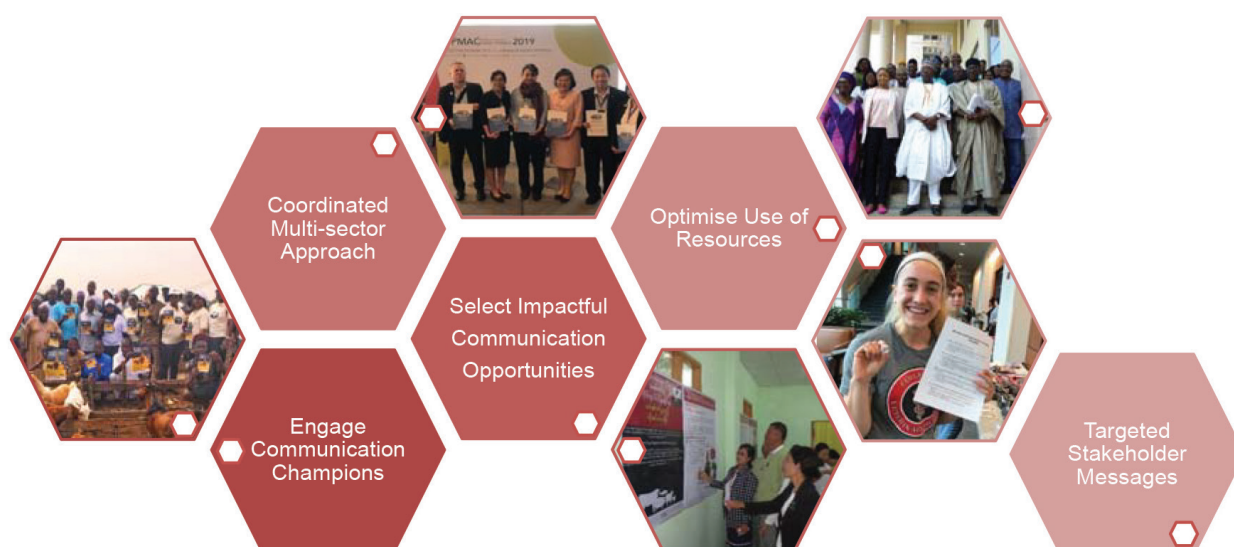 PMAC
2019
Coordinated
Multi-sector
Approach
Optimise Use of
Resources
Select Impactful
Communication
Opportunities
Engage
Communication
Champions
Targeted
Stakeholder
Messages